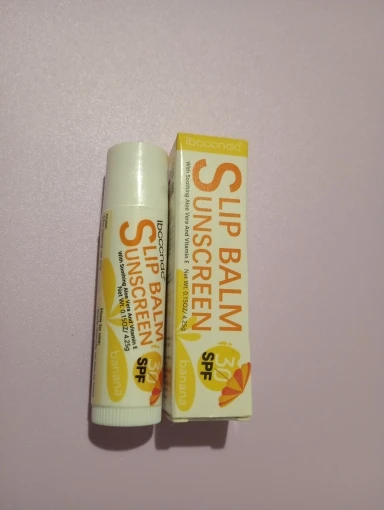 ibcccndc
LIP BALM
SUNSCREEN
With Soothing Aloe Vera And Vitamin E
Net Wt: 0.15OZ/ 4.25g
30
SPF
banana
ibcccndc
LIP BALM
SUNSCREEN
With Soothing Aloe Vera And Vitamin E Net Wt: 0.15OZ/ 4.25g
30
SPF
banana